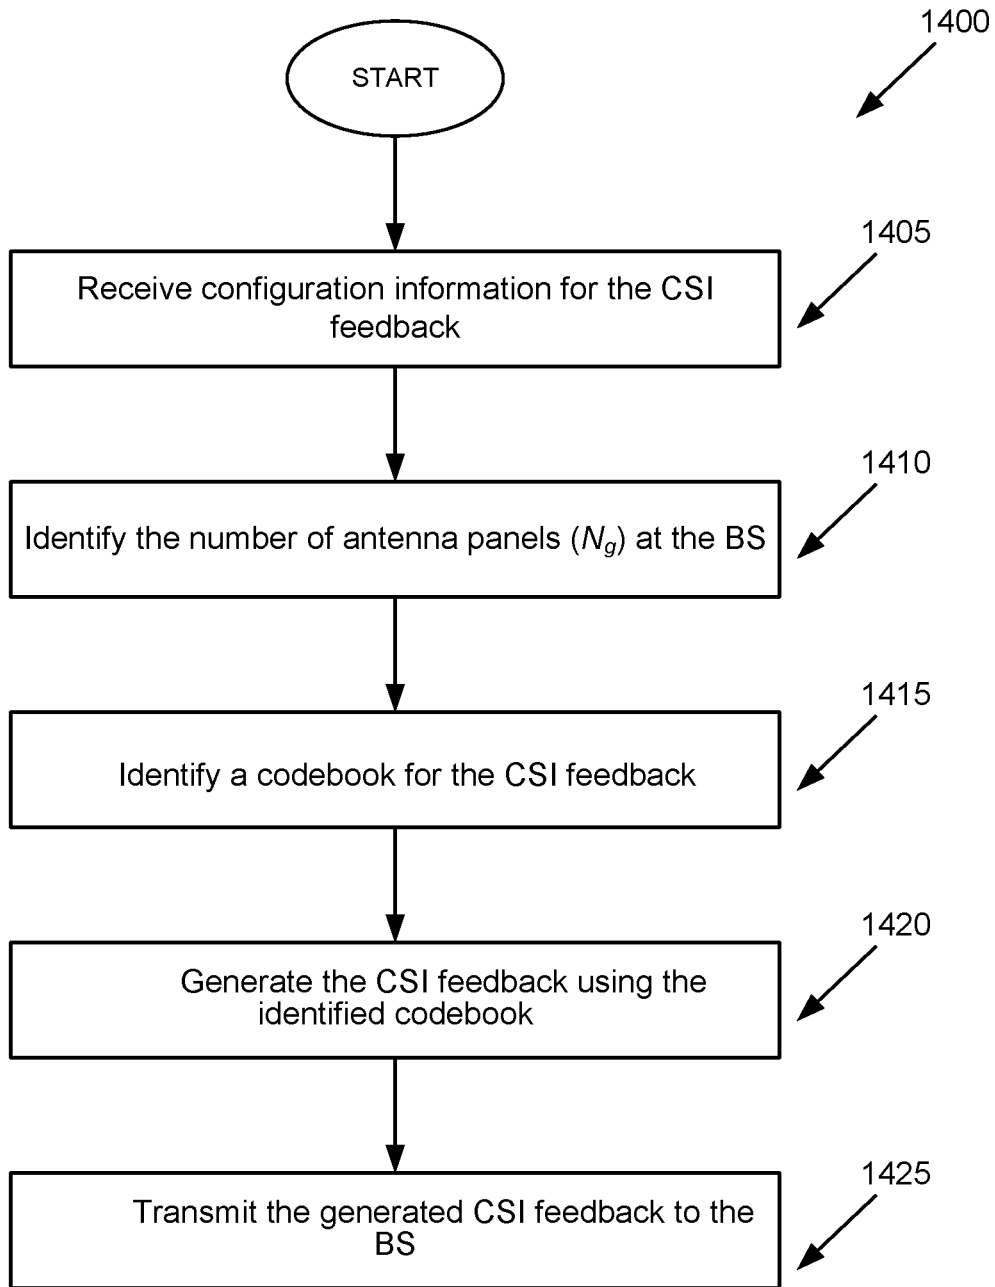 1400
START
1405
Receive configuration information for the CSI
feedback
1410
Identify the number of antenna panels (Ng) at the BS
1415
Identify a codebook for the CSI feedback
1420
Generate the CSI feedback using the
identified codebook
1425
Transmit the generated CSI feedback to the
BS